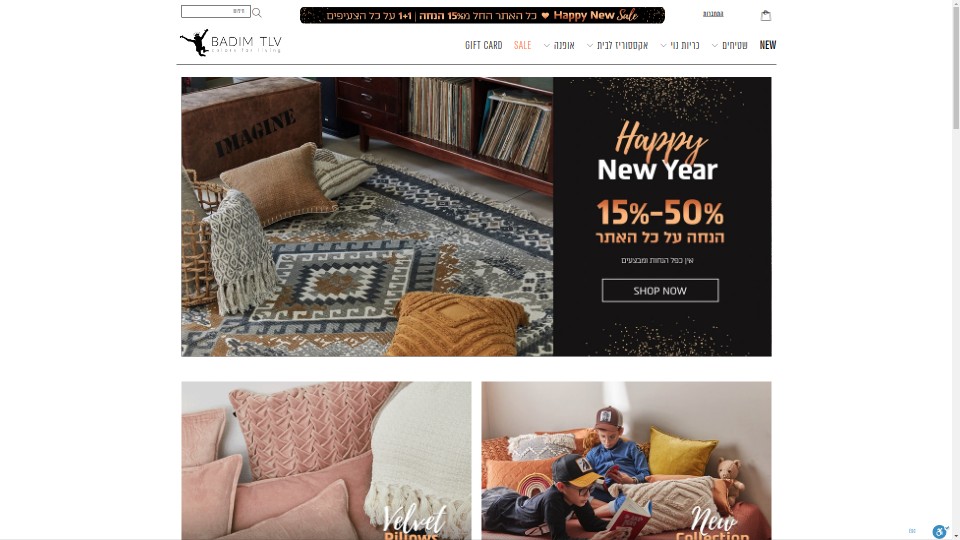 חיפוש
כל האתר החל מ15% הנחה | 1+1 על כל הצעיפים. ♥ Happy New Sale
התחברות
BADIM TLV
colors for living
NEW
שטיחים
כריות נוי
אקססוריז לבית
אופנה
SALE
GIFT CARD
IMAGINE
Happy
New Year
15%-50%
הנחה על כל האתר
אין כפל הנחות ומבצעים
SHOP NOW
Velvet
Pillows
New
Collection